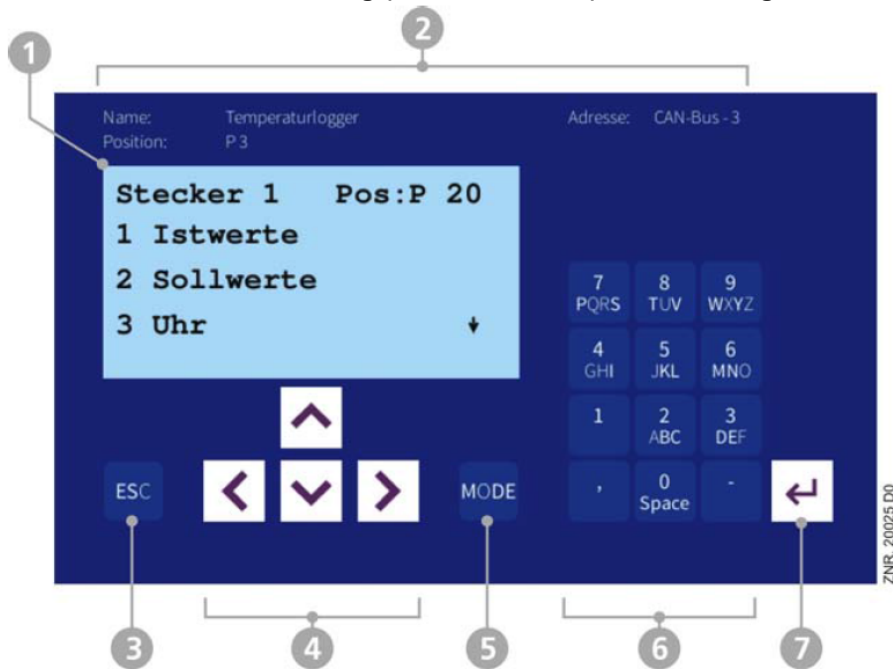 2
1
Name: Temperaturlogger Adresse: CAN-Bus - 3
Position: P 3
Stecker 1 Pos:P 20
1 Istwerte
2 Sollwerte
3 Uhr
7 8 9
PQRS TUV WXYZ
4 5 6
GHI JKL MNO
1 2 3
ABC DEF
ESC MODE , 0 -
Space
ZNR. 20025 D0
3 4 5 6 7